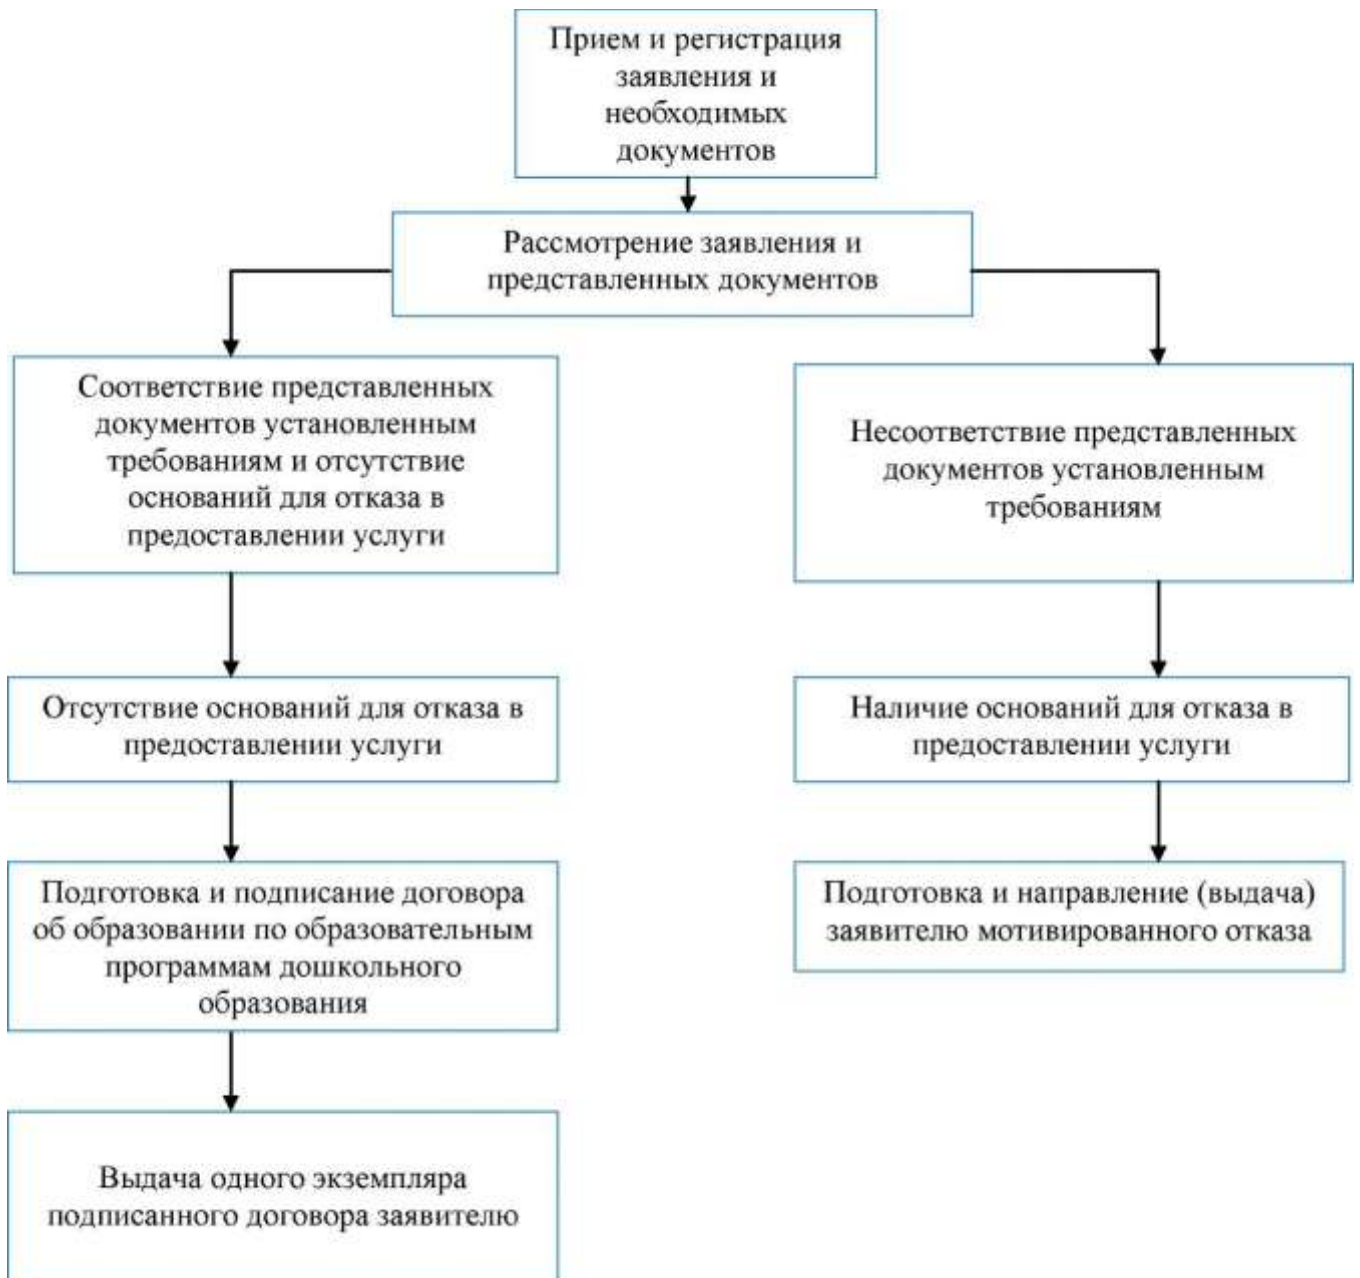 Прием и регистрация
заявления и
необходимых
документов
Рассмотрение заявления и
представленных документов
Соответствие представленных
документов установленным
требованиям и отсутствие
оснований для отказа в
предоставлении услуги
Несоответствие представленных
документов установленным
требованиям
Отсутствие оснований для отказа в
предоставлении услуги
Наличие оснований для отказа в
предоставлении услуги
Подготовка и подписание договора
об образовании по образовательным
программам дошкольного
образования
Подготовка и направление (выдача)
заявителю мотивированного отказа
Выдача одного экземпляра
подписанного договора заявителю